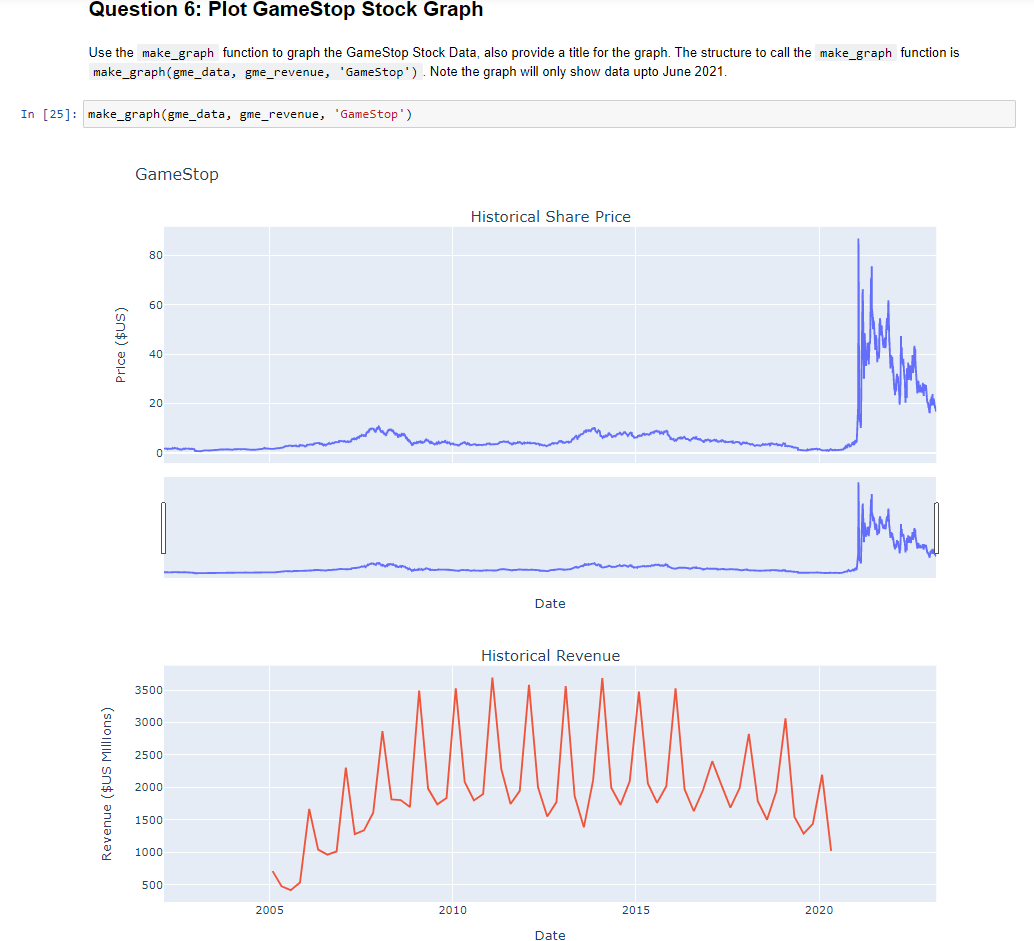 Question 6: Plot GameStop Stock Graph
Use the make_graph function to graph the GameStop Stock Data, also provide a title for the graph. The structure to call the make_graph function is
make_graph(gme_data, gme_revenue, 'GameStop') . Note the graph will only show data upto June 2021.
In [25]: make_graph(gme_data, gme_revenue, 'GameStop')
GameStop
Historical Share Price
80
60
40
20
0
Price ($US)
Date
Historical Revenue
3500
3000
2500
2000
1500
1000
500
Revenue ($US Millions)
2005 2010 2015 2020
Date